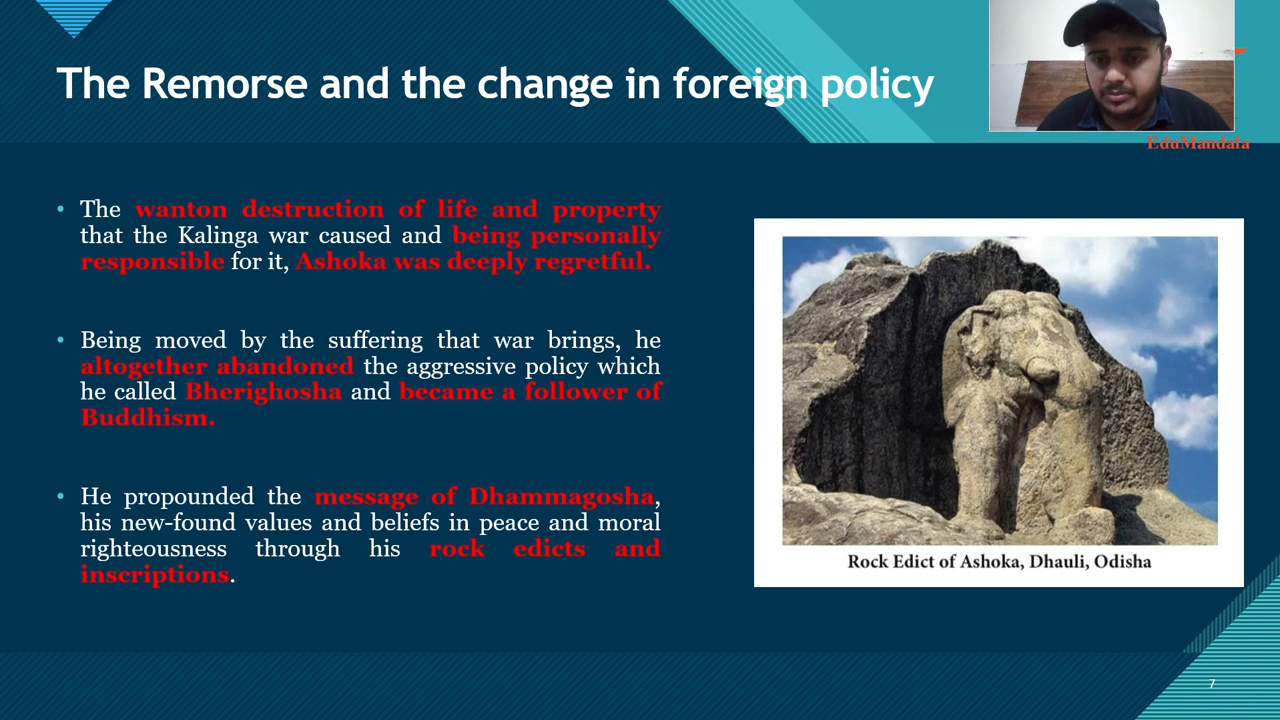 The Remorse and the change in foreign policy
EduMandala
• The wanton destruction of life and property
that the Kalinga war caused and being personally
responsible for it, Ashoka was deeply regretful.
• Being moved by the suffering that war brings, he
altogether abandoned the aggressive policy which
he called Bherighosha and became a follower of
Buddhism.
• He propounded the message of Dhammagosha,
his new-found values and beliefs in peace and moral
righteousness through his rock edicts and
inscriptions.
Rock Edict of Ashoka, Dhauli, Odisha
7